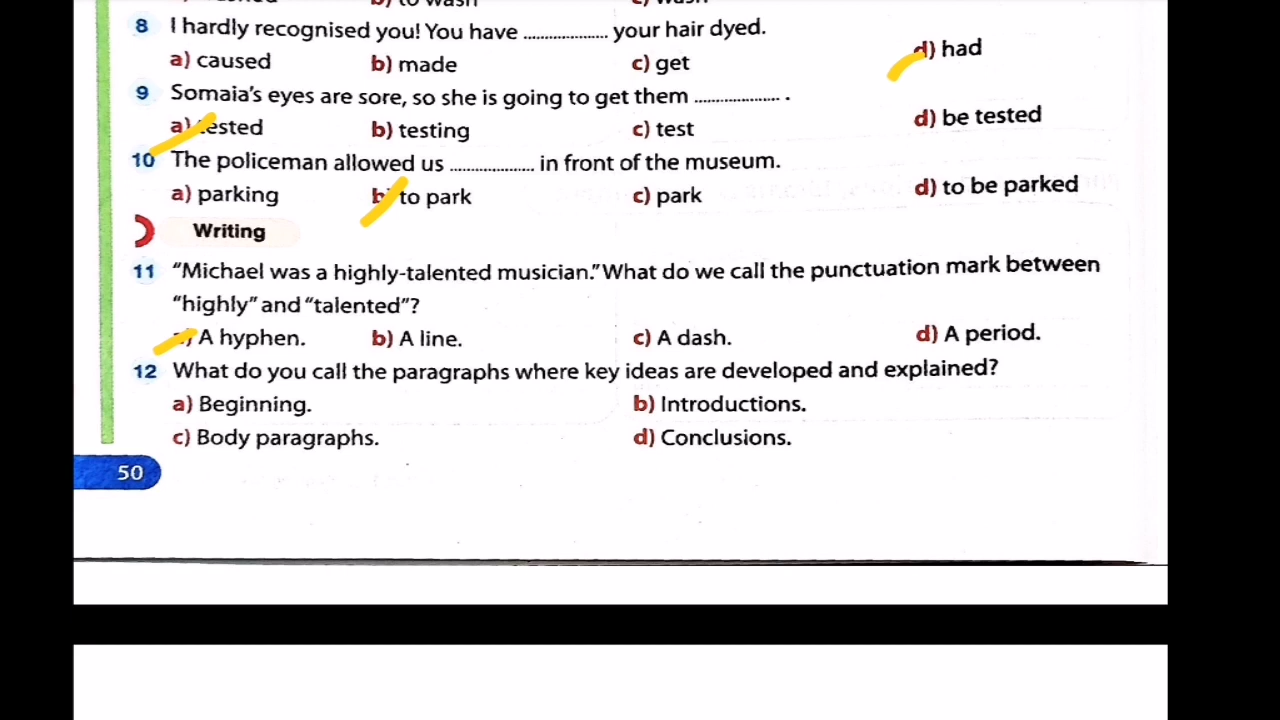 8 I hardly recognised you! You have .................... your hair dyed.
a) caused b) made c) get d) had
9 Somaia's eyes are sore, so she is going to get them .................... .
a) tested b) testing c) test d) be tested
10 The policeman allowed us .................... in front of the museum.
a) parking b) to park c) park d) to be parked
Writing
11 “Michael was a highly-talented musician.” What do we call the punctuation mark between
“highly” and “talented”?
A hyphen. b) A line. c) A dash. d) A period.
12 What do you call the paragraphs where key ideas are developed and explained?
a) Beginning. b) Introductions.
c) Body paragraphs. d) Conclusions.
50